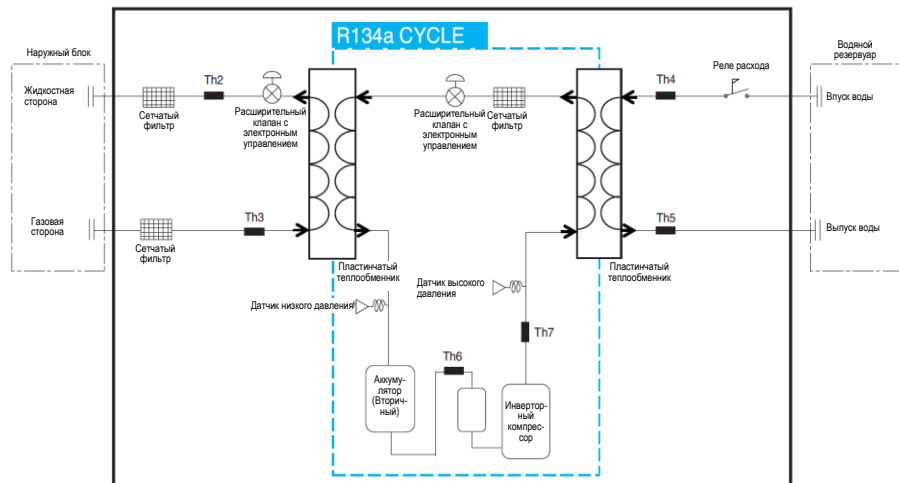 R134a CYCLE
Наружный блок
Водяной
резервуар
Жидкостная
сторона
Th2
Сетчатый
фильтр
Расширительный
клапан с
электронным
управлением
Расширительный
клапан с
электронным
управлением
Сетчатый
фильтр
Th4
Реле расхода
Впуск воды
Газовая
сторона
Сетчатый
фильтр
Th3
Th5
Выпуск воды
Пластинчатый
теплообменник
Пластинчатый
теплообменник
Датчик низкого давления
Датчик высокого
давления
Th7
Th6
Аккуму-
лятор
(Вторич-
ный)
Инвертор-
ный
компрес-
сор